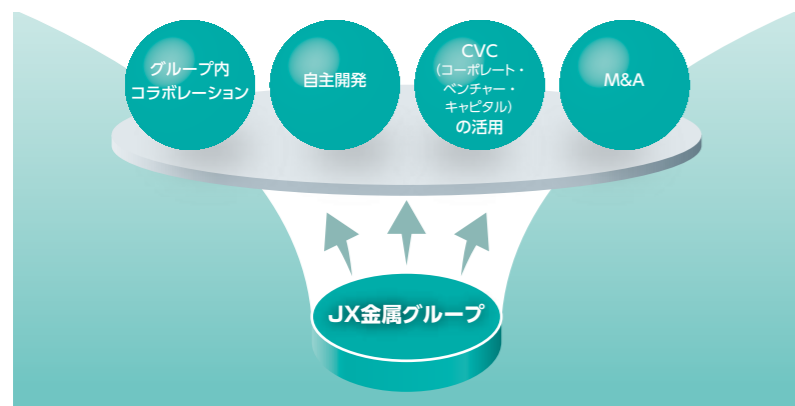 グループ内
コラボレーション
自主開発
CVC
(コーポレート・
ベンチャー・
キャピタル)
の活用
M&A
JX金属グループ